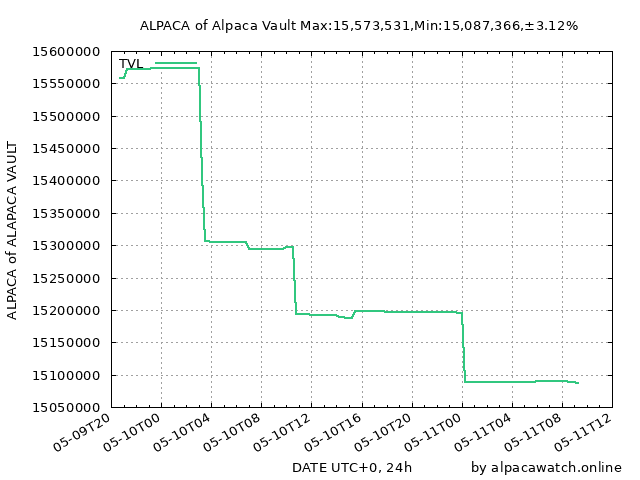 ALPACA of Alpaca Vault Max:15,573,531,Min:15,087,366,±3.12%
15600000
TVL
15550000
15500000
15450000
15400000
15350000
15300000
15250000
15200000
15150000
15100000
15050000
ALPACA of ALAPACA VAULT
05-09T20
05-10T00
05-10T04
05-10T08
05-10T12
05-10T16
05-10T20
05-11T00
05-11T04
05-11T08
05-11T12
DATE UTC+0, 24h
by alpacawatch.online